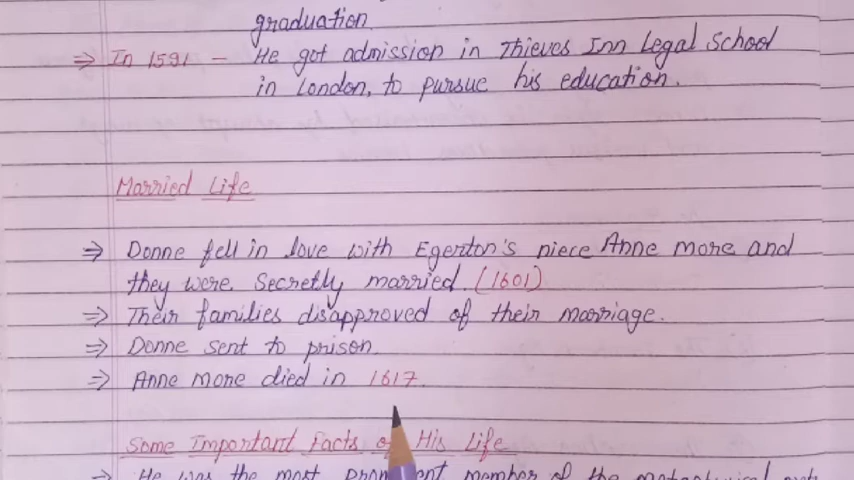 graduation
⇒ In 1591 - He got admission in Thieves Inn Legal School
in London, to pursue his education.
Married Life
⇒ Donne fell in love with Egerton's niece Anne more and
they were. Secretly married. (1601)
⇒ Their families disapproved of their marriage.
⇒ Donne sent to prison.
⇒ Anne more died in 1617.
Some Important Facts of His Life
⇒ He was the most member of the metaphysical